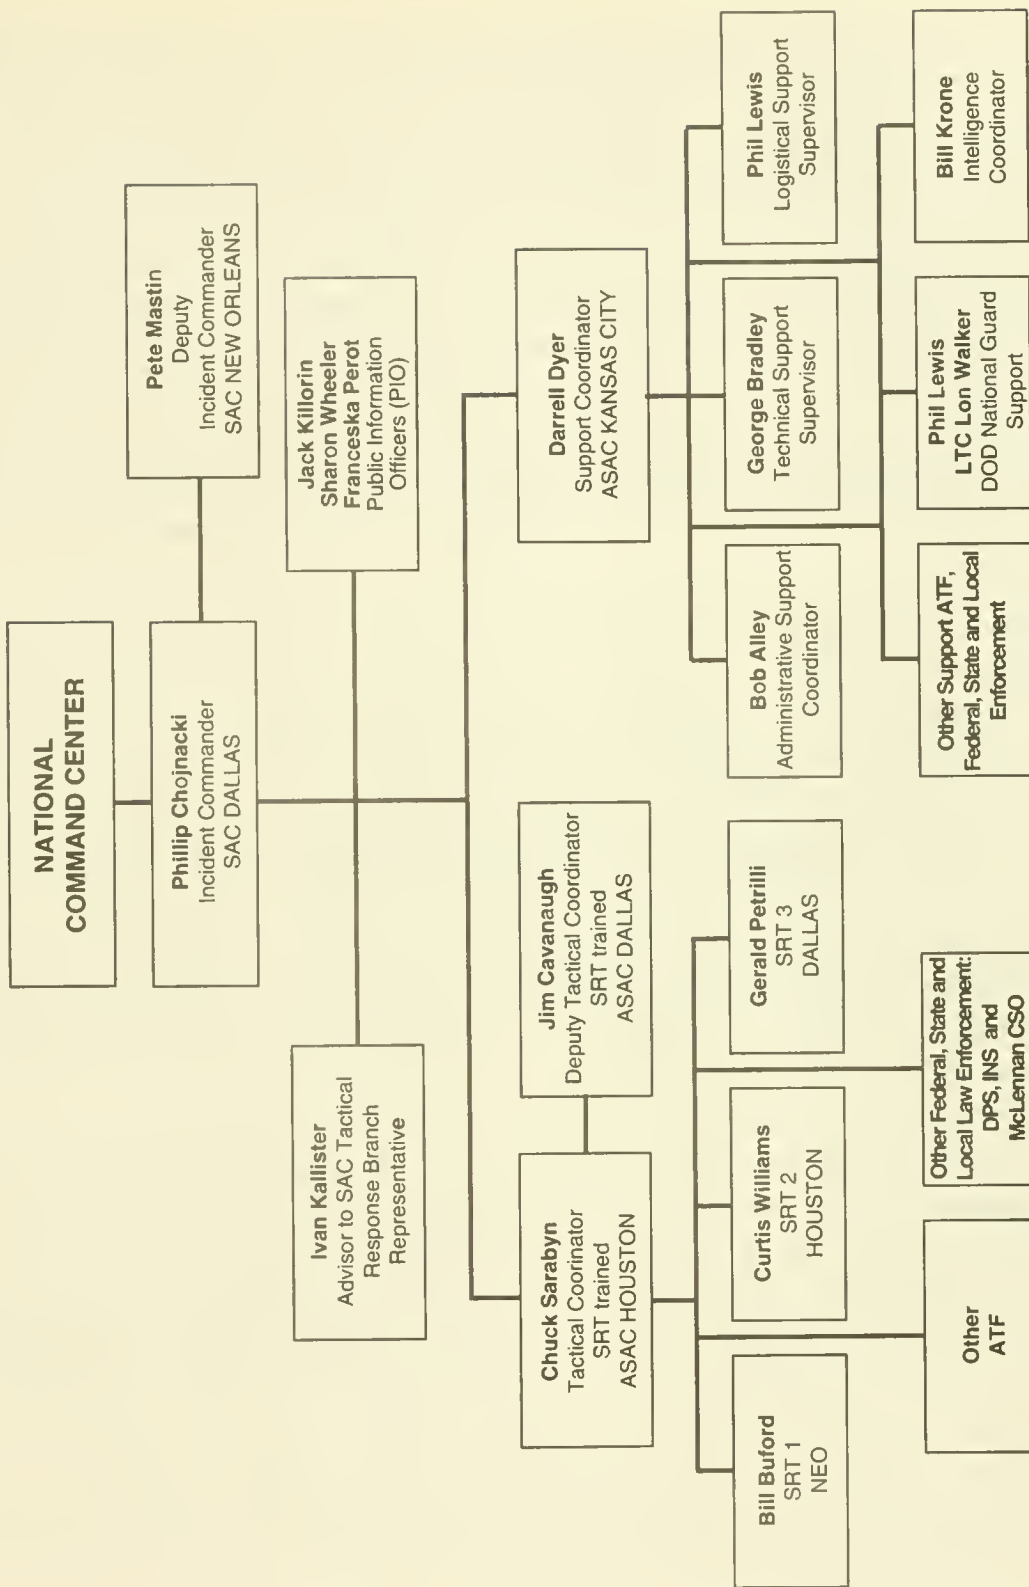 NATIONAL
COMMAND CENTER
Phillip Chojnacki
Incident Commander
SAC DALLAS
Pete Mastin
Deputy
Incident Commander
SAC NEW ORLEANS
Ivan Kallister
Advisor to SAC Tactical
Response Branch
Representative
Jack Killorin
Sharon Wheeler
Franceska Perot
Public Information
Officers (PIO)
Chuck Sarabyn
Tactical Coorinator
SRT trained
ASAC HOUSTON
Jim Cavanaugh
Deputy Tactical Coordinator
SRT trained
ASAC DALLAS
Darrell Dyer
Support Coordinator
ASAC KANSAS CITY
Bill Buford
SRT 1
NEO
Curtis Williams
SRT 2
HOUSTON
Gerald Petrilli
SRT 3
DALLAS
Bob Alley
Administrative Support
Coordinator
George Bradley
Technical Support
Supervisor
Phil Lewis
Logistical Support
Supervisor
Other
ATF
Other Federal, State and
Local Law Enforcement:
DPS, INS and
McLennan CSO
Other Support ATF,
Federal, State and Local
Enforcement
Phil Lewis
LTC Lon Walker
DOD National Guard
Support
Bill Krone
Intelligence
Coordinator